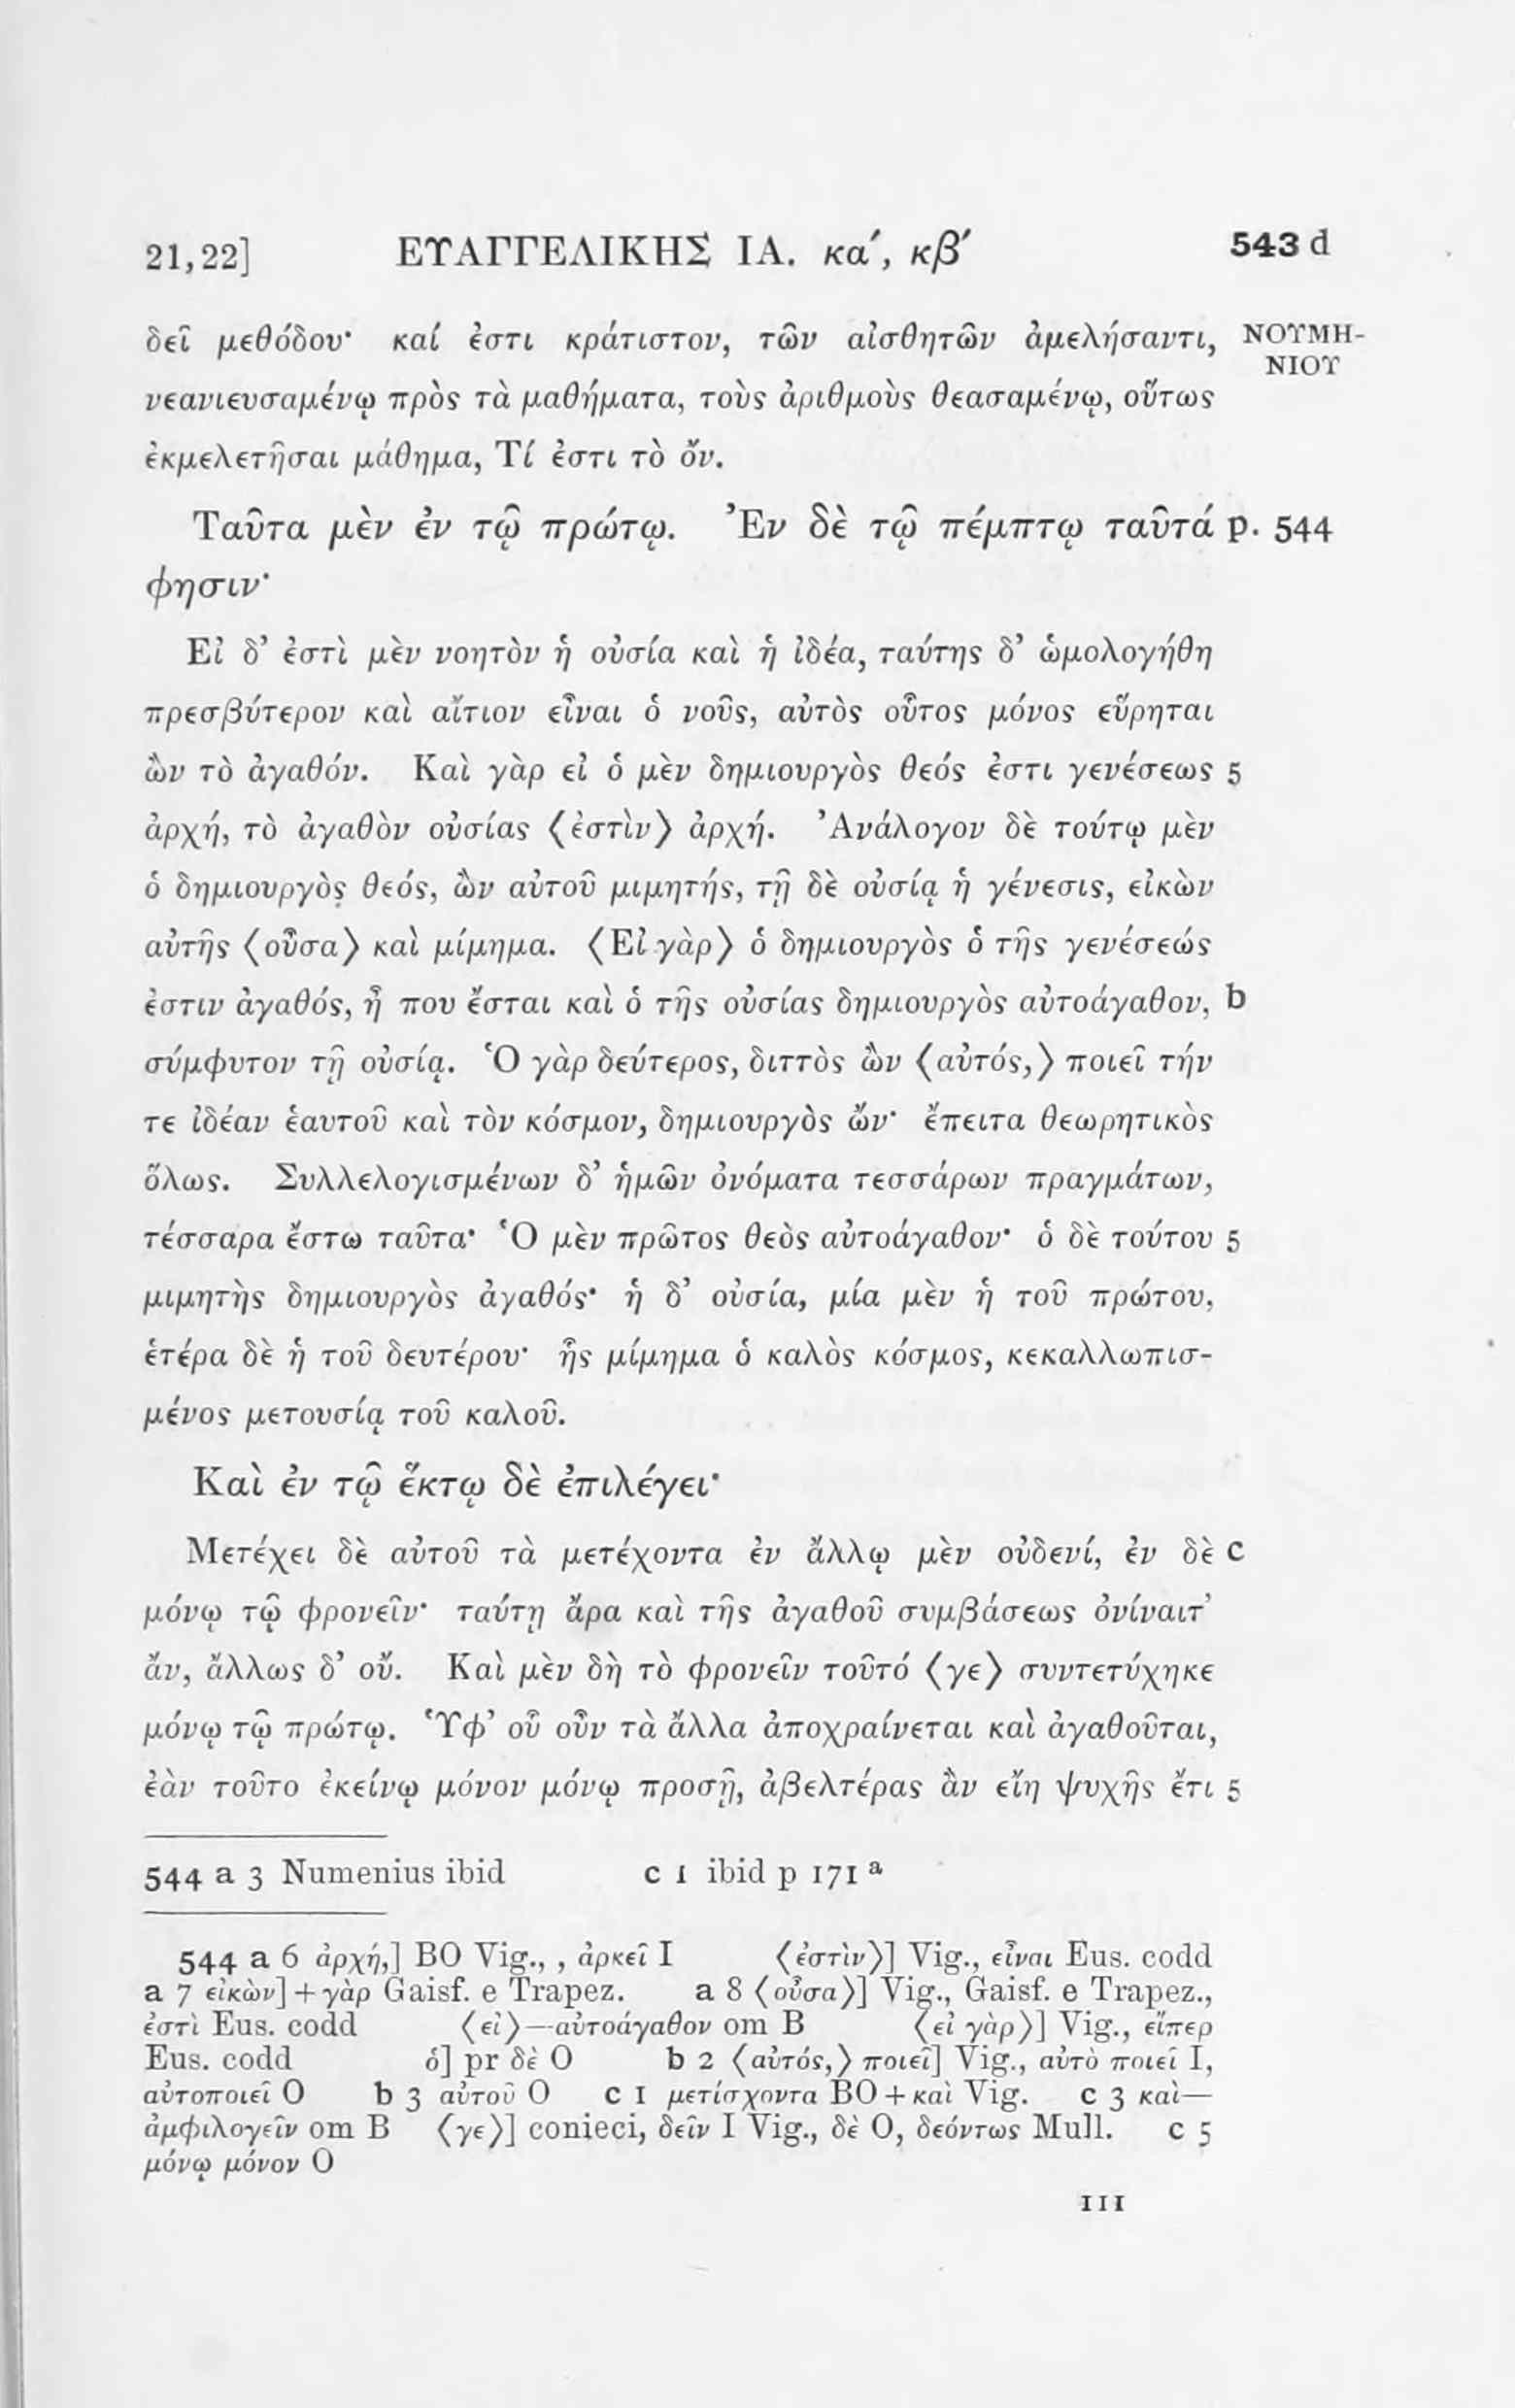 21,22] ΕΥΑΓΓΕΛΙΚΗΣ ΙΑ. κα΄, κβ΄ 543 d
δεῖ μεθόδου· καί ἐστι κράτιστον, τῶν αἰσθητῶν ἀμελήσαντι, ΝΟΥΜΗ-
ΝΙΟΥ
νεανιευσαμένῳ πρὸς τὰ μαθήματα, τοὺς ἀριθμοὺς θεασαμένῳ, οὕτως
ἐκμελετῆσαι μάθημα, Τί ἐστι τὸ ὄν.
Ταῦτα μὲν ἐν τῷ πρώτῳ. Ἐν δὲ τῷ πέμπτῳ ταῦτά p. 544
φησιν·
Εἰ δ’ ἐστὶ μὲν νοητὸν ἡ οὐσία καὶ ἡ ἰδέα, ταύτης δ’ ὡμολογήθη
πρεσβύτερον καὶ αἴτιον εἶναι ὁ νοῦς, αὐτὸς οὗτος μόνος εὕρηται
ὢν τὸ ἀγαθόν. Καὶ γὰρ εἰ ὁ μὲν δημιουργὸς θεός ἐστι γενέσεως 5
ἀρχή, τὸ ἀγαθὸν οὐσίας ⟨ἐστὶν⟩ ἀρχή. Ἀνάλογον δὲ τούτῳ μὲν
ὁ δημιουργὸς θεός, ὢν αὐτοῦ μιμητής, τῇ δὲ οὐσίᾳ ἡ γένεσις, εἰκὼν
αὐτῆς ⟨οὖσα⟩ καὶ μίμημα. ⟨Εἰ γὰρ⟩ ὁ δημιουργὸς ὁ τῆς γενέσεώς
ἐστιν ἀγαθός, ἦ που ἔσται καὶ ὁ τῆς οὐσίας δημιουργὸς αὐτοάγαθον, b
σύμφυτον τῇ οὐσίᾳ. Ὁ γὰρ δεύτερος, διττὸς ὢν ⟨αὐτός,⟩ ποιεῖ τήν
τε ἰδέαν ἑαυτοῦ καὶ τὸν κόσμον, δημιουργὸς ὤν· ἔπειτα θεωρητικὸς
ὅλως. Συλλελογισμένων δ’ ἡμῶν ὀνόματα τεσσάρων πραγμάτων,
τέσσαρα ἔστω ταῦτα· Ὁ μὲν πρῶτος θεὸς αὐτοάγαθον· ὁ δὲ τούτου 5
μιμητὴς δημιουργὸς ἀγαθός· ἡ δ’ οὐσία, μία μὲν ἡ τοῦ πρώτου,
ἑτέρα δὲ ἡ τοῦ δευτέρου· ἧς μίμημα ὁ καλὸς κόσμος, κεκαλλωπισ-
μένος μετουσίᾳ τοῦ καλοῦ.
Καὶ ἐν τῷ ἕκτῳ δὲ ἐπιλέγει·
Μετέχει δὲ αὐτοῦ τὰ μετέχοντα ἐν ἄλλῳ μὲν οὐδενί, ἐν δὲ c
μόνῳ τῷ φρονεῖν· ταύτῃ ἄρα καὶ τῆς ἀγαθοῦ συμβάσεως ὀνίναιτ’
ἄν, ἄλλως δ’ οὔ. Καὶ μὲν δὴ τὸ φρονεῖν τοῦτό ⟨γε⟩ συντετύχηκε
μόνῳ τῷ πρώτῳ. Ὑφ’ οὗ οὖν τὰ ἄλλα ἀποχραίνεται καὶ ἀγαθοῦται,
ἐὰν τοῦτο ἐκείνῳ μόνον μόνῳ προσῇ, ἀβελτέρας ἂν εἴη ψυχῆς ἔτι 5
544 a 3 Numenius ibid c 1 ibid p 171 a
544 a 6 ἀρχή,] BO Vig., , ἀρκεῖ I ⟨ἐστὶν⟩] Vig., εἶναι Eus. codd
a 7 εἰκὼν] + γὰρ Gaisf. e Trapez. a 8 ⟨οὖσα⟩] Vig., Gaisf. e Trapez.,
ἐστὶ Eus. codd ⟨εἰ⟩—αὐτοάγαθον om B ⟨εἰ γὰρ⟩] Vig., εἴπερ
Eus. codd ὁ] pr δὲ O b 2 ⟨αὐτός,⟩ ποιεῖ] Vig., αὐτὸ ποιεῖ I,
αὐτοποιεῖ O b 3 αὐτοῦ O c 1 μετίσχοντα BO + καὶ Vig. c 3 καὶ—
ἀμφιλογεῖν om B ⟨γε⟩] conieci, δεῖν I Vig., δὲ O, δεόντως Mull. c 5
μόνῳ μόνον O
III